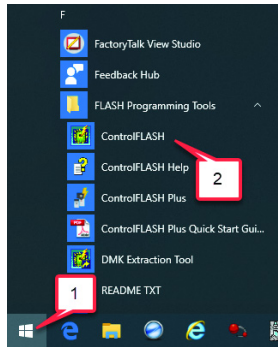 F
FactoryTalk View Studio
Feedback Hub
FLASH Programming Tools
ControlFLASH
ControlFLASH Help
2
ControlFLASH Plus
ControlFLASH Plus Quick Start Gui...
DMK Extraction Tool
1
README TXT